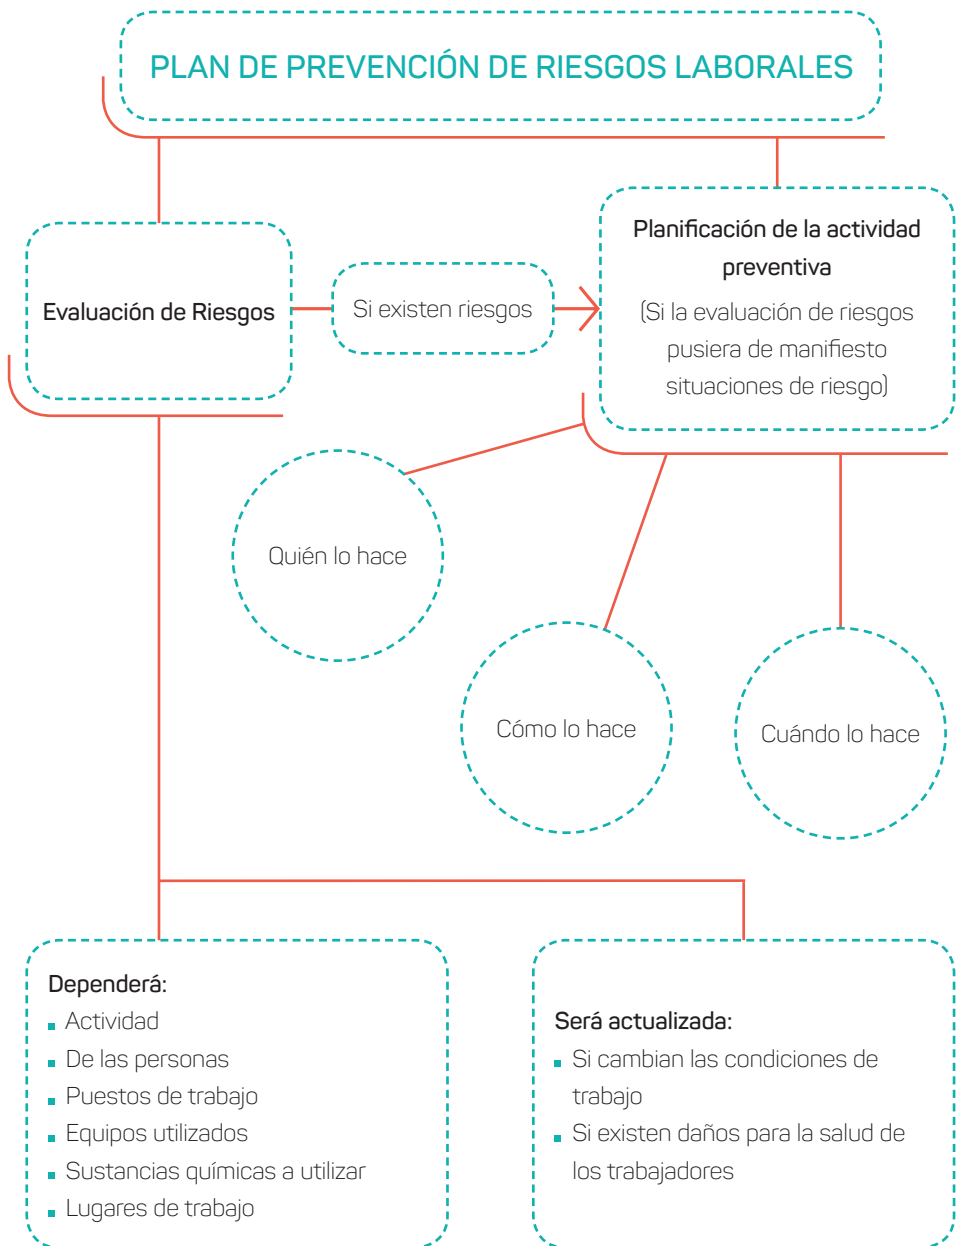 PLAN DE PREVENCIÓN DE RIESGOS LABORALES
Evaluación de Riesgos
Si existen riesgos
Planificación de la actividad
preventiva
(Si la evaluación de riesgos
pusiera de manifiesto
situaciones de riesgo)
Quién lo hace
Cómo lo hace
Cuándo lo hace
Dependerá:
Actividad
De las personas
Puestos de trabajo
Equipos utilizados
Sustancias químicas a utilizar
Lugares de trabajo
Será actualizada:
Si cambian las condiciones de
trabajo
Si existen daños para la salud de
los trabajadores